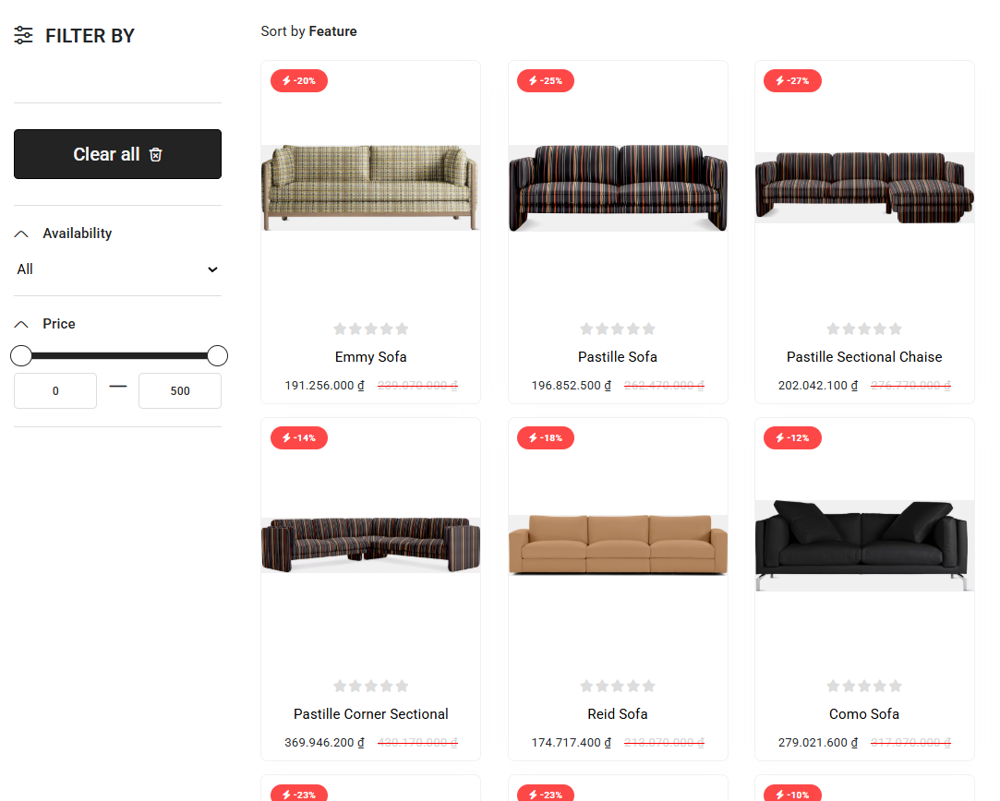 FILTER BY
Clear all
Availability
All
Price
0
500
Sort by Feature
-20%
Emmy Sofa
191.256.000 ₫ 239.070.000 ₫
-25%
Pastille Sofa
196.852.500 ₫ 262.470.000 ₫
-27%
Pastille Sectional Chaise
202.042.100 ₫ 276.770.000 ₫
-14%
Pastille Corner Sectional
369.946.200 ₫ 430.170.000 ₫
-18%
Reid Sofa
174.717.400 ₫ 213.070.000 ₫
-12%
Como Sofa
279.021.600 ₫ 317.070.000 ₫
-23%
-23%
-10%